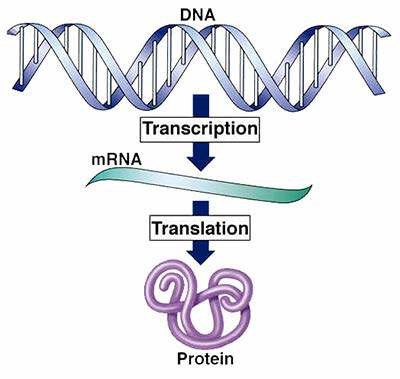 DNA
Transcription
mRNA
Translation
Protein